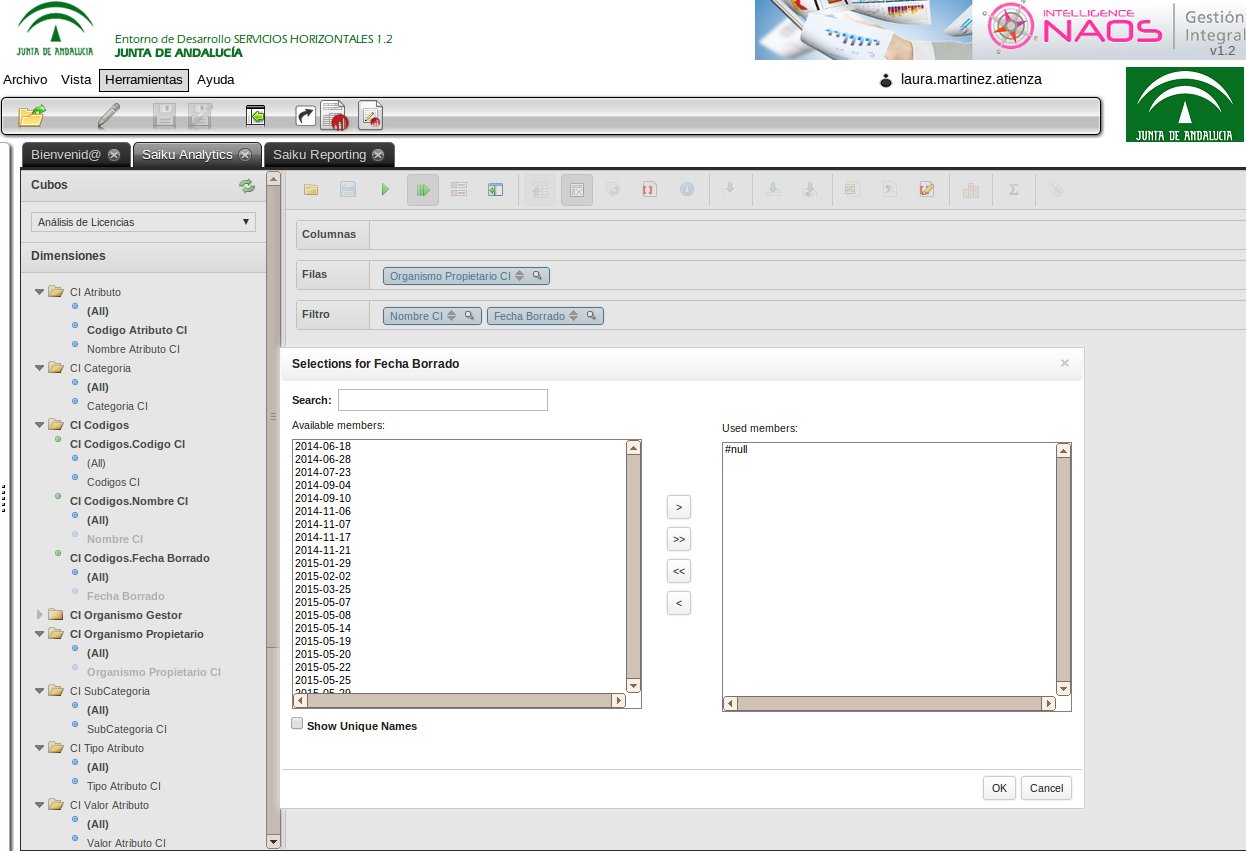 JUNTA DE ANDALUCIA
Entorno de Desarrollo SERVICIOS HORIZONTALES 1.2
JUNTA DE ANDALUCÍA
INTELLIGENCE
NAOS
Gestión
Integral
v1.2
Archivo Vista Herramientas Ayuda
laura.martinez.atienza
JUNTA DE ANDALUCIA
Bienvenid@ Saiku Analytics Saiku Reporting
Cubos
Análisis de Licencias
Dimensiones
CI Atributo
(All)
Codigo Atributo CI
Nombre Atributo CI
CI Categoria
(All)
Categoria CI
CI Codigos
CI Codigos.Codigo CI
(All)
Codigos CI
CI Codigos.Nombre CI
(All)
Nombre CI
CI Codigos.Fecha Borrado
(All)
Fecha Borrado
CI Organismo Gestor
CI Organismo Propietario
(All)
Organismo Propietario CI
CI SubCategoria
(All)
SubCategoria CI
CI Tipo Atributo
(All)
Tipo Atributo CI
CI Valor Atributo
(All)
Valor Atributo CI
Columnas
Filas Organismo Propietario CI
Filtro Nombre CI Fecha Borrado
Selections for Fecha Borrado
Search:
Available members:
2014-06-18
2014-06-28
2014-07-23
2014-09-04
2014-09-10
2014-11-06
2014-11-07
2014-11-17
2014-11-21
2015-01-29
2015-02-02
2015-03-25
2015-05-07
2015-05-08
2015-05-14
2015-05-19
2015-05-20
2015-05-22
2015-05-25
2015-05-29
Show Unique Names
>
>>
<<
<
Used members:
#null
OK Cancel